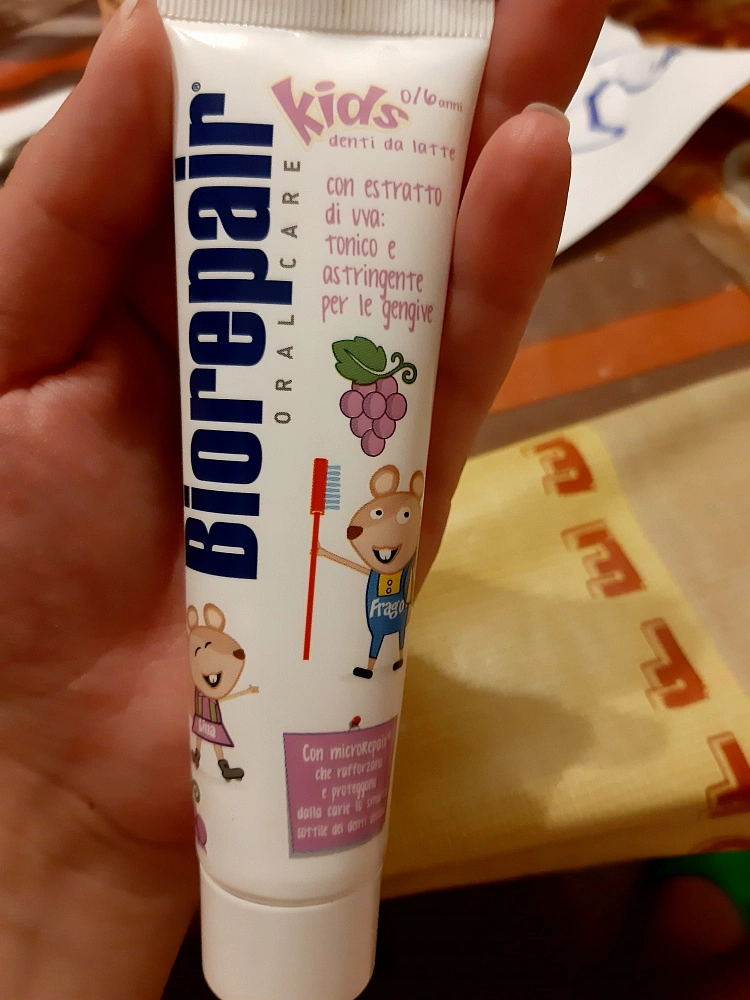 Biorepair®
ORAL CARE
kids 0/6 anni
denti da latte
con estratto
di uva:
tonico e
astringente
per le gengive
Frago
Con microRepair®
che rafforzano
e proteggono
dalla carie lo
sottile dei denti